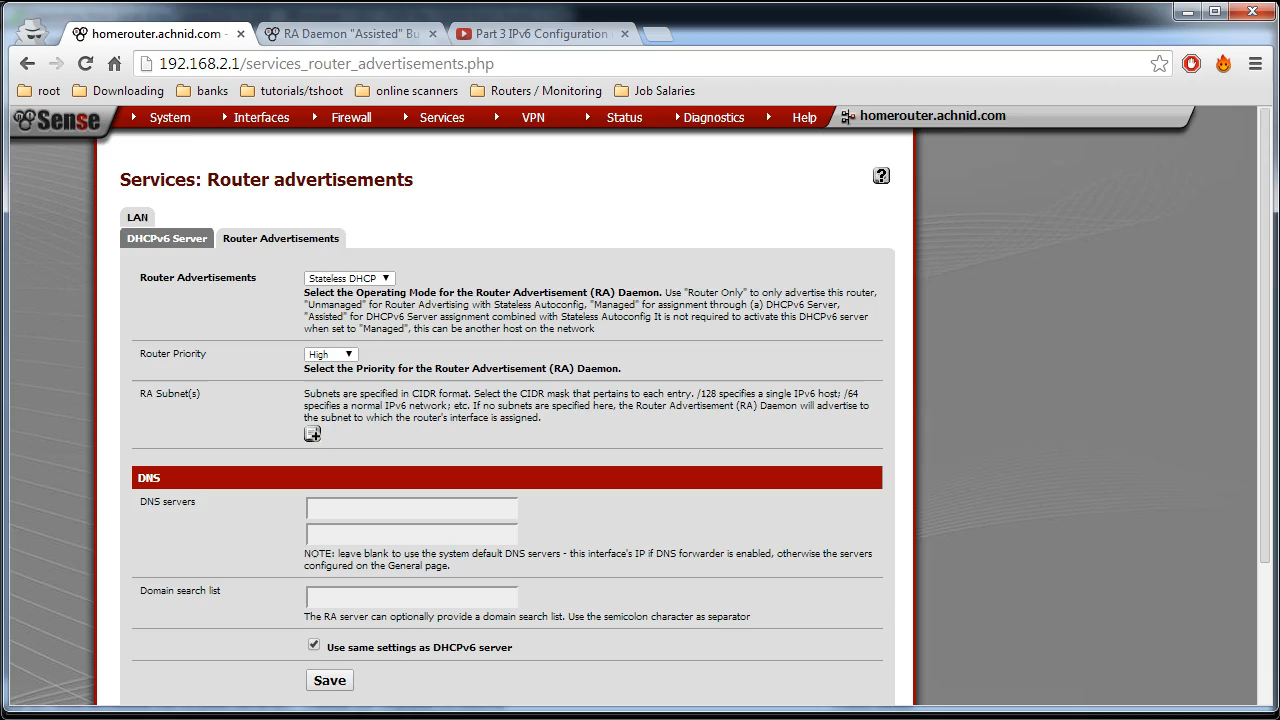 homerouter.achnid.com -
RA Daemon "Assisted" Bu
Part 3 IPv6 Configuration
192.168.2.1/services_router_advertisements.php
root
Downloading
banks
tutorials/tshoot
online scanners
Routers / Monitoring
Job Salaries
Sense
System
Interfaces
Firewall
Services
VPN
Status
Diagnostics
Help
homerouter.achnid.com
Services: Router advertisements
?
LAN
DHCPv6 Server
Router Advertisements
Router Advertisements
Stateless DHCP
Select the Operating Mode for the Router Advertisement (RA) Daemon. Use "Router Only" to only advertise this router,
"Unmanaged" for Router Advertising with Stateless Autoconfig, "Managed" for assignment through (a) DHCPv6 Server,
"Assisted" for DHCPv6 Server assignment combined with Stateless Autoconfig It is not required to activate this DHCPv6 server
when set to "Managed", this can be another host on the network
Router Priority
High
Select the Priority for the Router Advertisement (RA) Daemon.
RA Subnet(s)
Subnets are specified in CIDR format. Select the CIDR mask that pertains to each entry. /128 specifies a single IPv6 host; /64
specifies a normal IPv6 network; etc. If no subnets are specified here, the Router Advertisement (RA) Daemon will advertise to
the subnet to which the router's interface is assigned.
DNS
DNS servers
NOTE: leave blank to use the system default DNS servers - this interface's IP if DNS forwarder is enabled, otherwise the servers
configured on the General page.
Domain search list
The RA server can optionally provide a domain search list. Use the semicolon character as separator
Use same settings as DHCPv6 server
Save